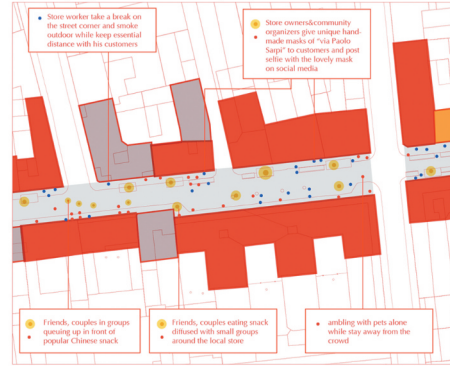 Store worker take a break on
the street corner and smoke
outdoor while keep essential
distance with his customers
Store owners&community
organizers give unique hand-
made masks of "via Paolo
Sarpi" to customers and post
selfie with the lovely mask
on social media
Friends, couples in groups
queuing up in front of
popular Chinese snack
Friends, couples eating snack
diffused with small groups
around the local store
ambling with pets alone
while stay away from the
crowd